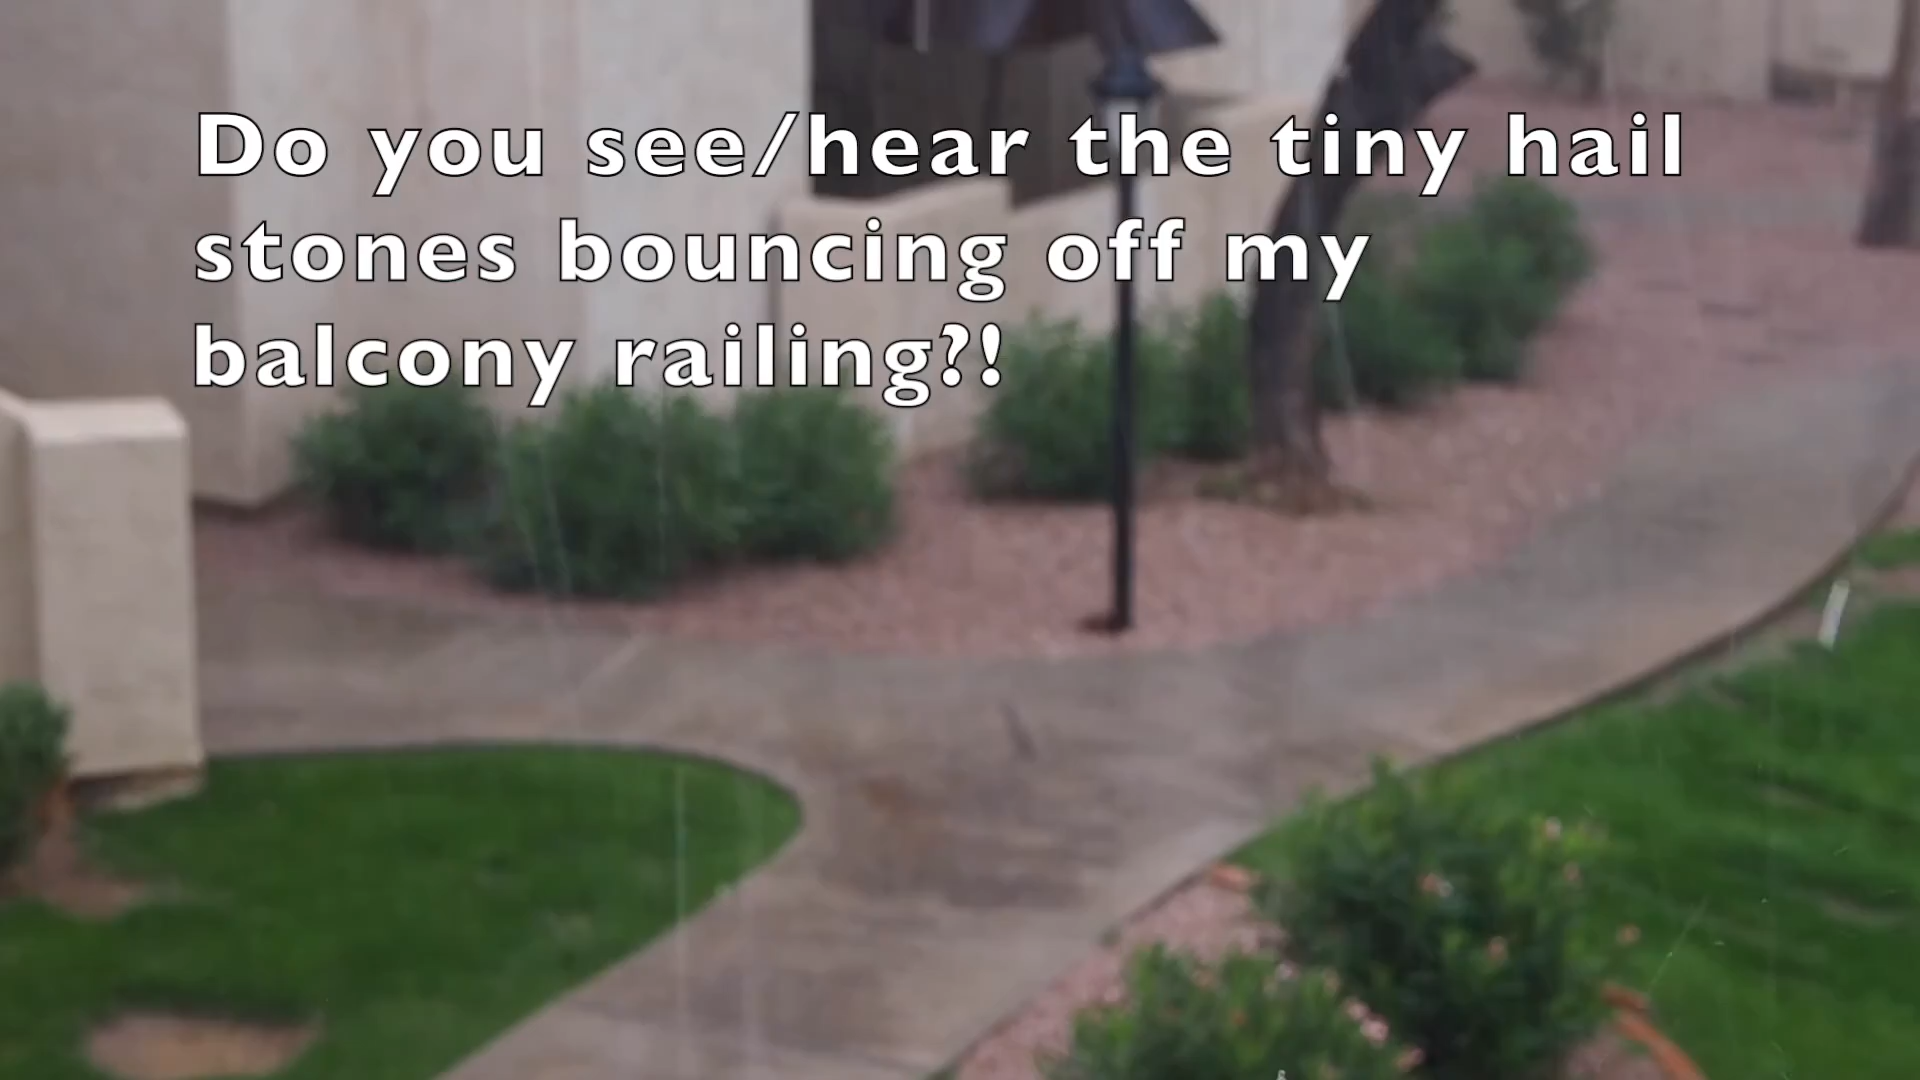 Do you see/hear the tiny hail
stones bouncing off my
balcony railing?!